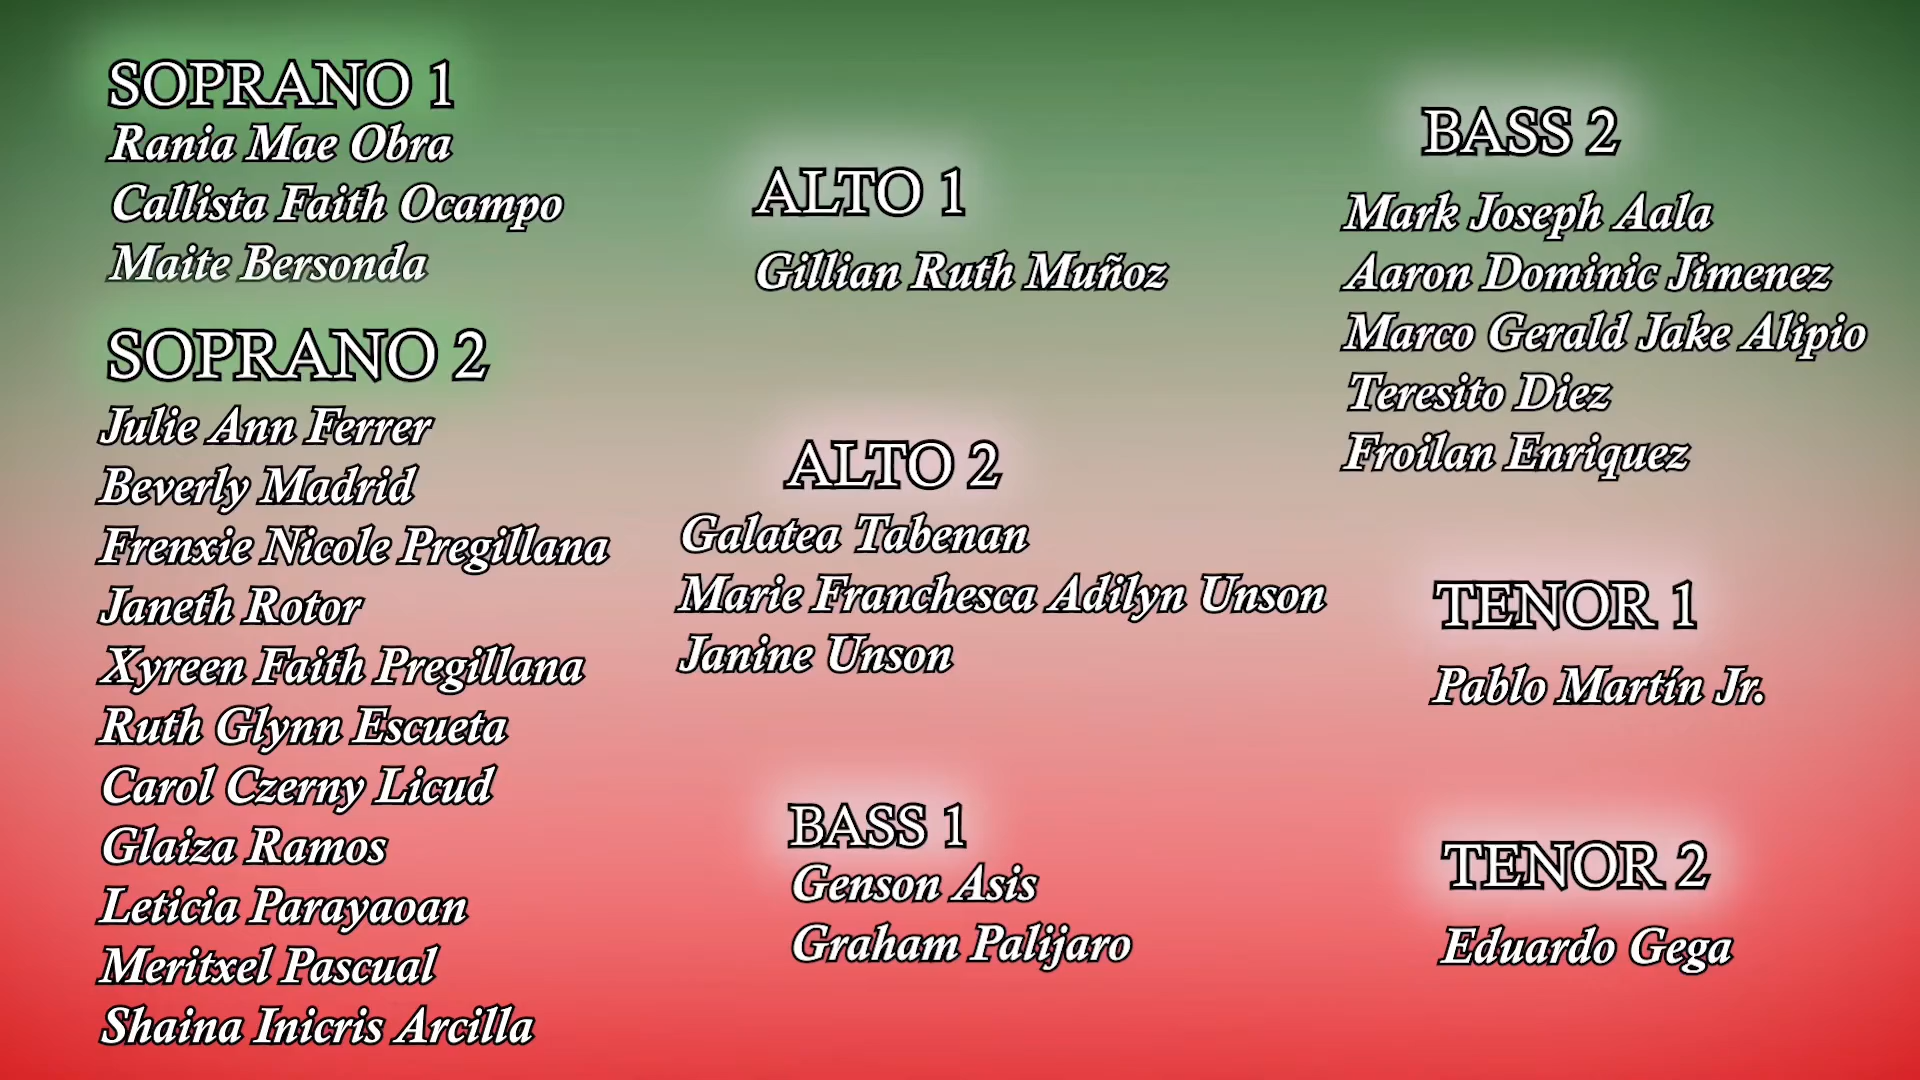 SOPRANO 1
Rania Mae Obra
Callista Faith Ocampo
Maite Bersonda
SOPRANO 2
Julie Ann Ferrer
Beverly Madrid
Frenxie Nicole Pregillana
Janeth Rotor
Xyreen Faith Pregillana
Ruth Glynn Escueta
Carol Czerny Licud
Glaiza Ramos
Leticia Parayaoan
Meritxel Pascual
Shaina Inicris Arcilla
ALTO 1
Gillian Ruth Muñoz
ALTO 2
Galatea Tabenan
Marie Franchesca Adilyn Unson
Janine Unson
BASS 1
Genson Asis
Graham Palijaro
BASS 2
Mark Joseph Aala
Aaron Dominic Jimenez
Marco Gerald Jake Alipio
Teresito Diez
Froilan Enriquez
TENOR 1
Pablo Martín Jr.
TENOR 2
Eduardo Gega